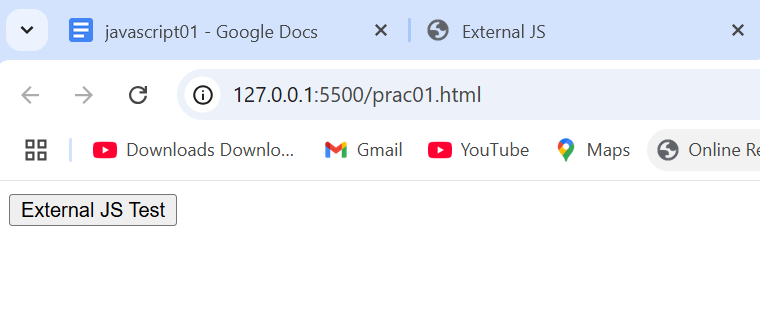 javascript01 - Google Docs
External JS
127.0.0.1:5500/prac01.html
Downloads Downlo...
Gmail
YouTube
Maps
Online Re
External JS Test